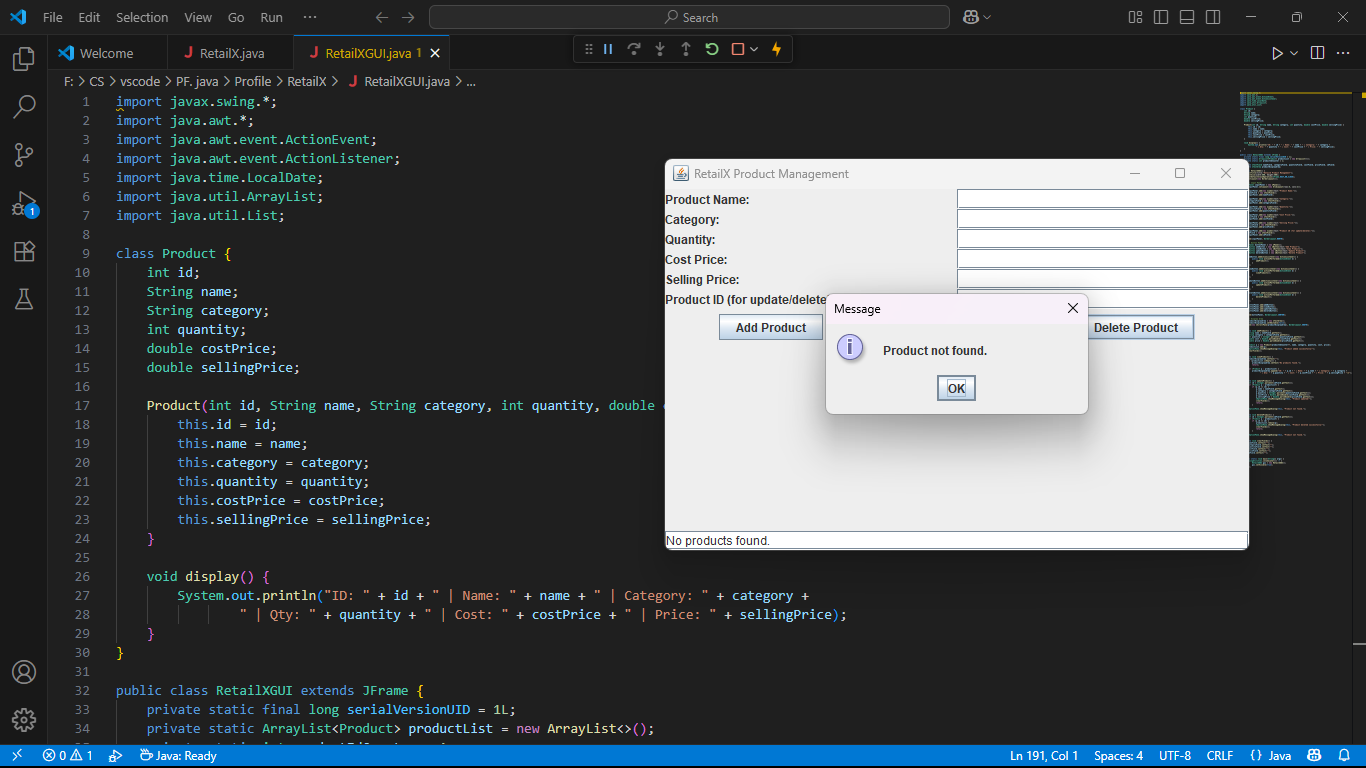 File Edit Selection View Go Run ··· Search
Welcome RetailX.java RetailXGUI.java 1
F: > CS > vscode > PF. java > Profile > RetailX > RetailXGUI.java > ...
1 import javax.swing.*;
2 import java.awt.*;
3 import java.awt.event.ActionEvent;
4 import java.awt.event.ActionListener;
5 import java.time.LocalDate;
6 import java.util.ArrayList;
7 import java.util.List;
8
9 class Product {
10 int id;
11 String name;
12 String category;
13 int quantity;
14 double costPrice;
15 double sellingPrice;
16
17 Product(int id, String name, String category, int quantity, double
18 this.id = id;
19 this.name = name;
20 this.category = category;
21 this.quantity = quantity;
22 this.costPrice = costPrice;
23 this.sellingPrice = sellingPrice;
24 }
25
26 void display() {
27 System.out.println("ID: " + id + " | Name: " + name + " | Category: " + category +
28 " | Qty: " + quantity + " | Cost: " + costPrice + " | Price: " + sellingPrice);
29 }
30 }
31
32 public class RetailXGUI extends JFrame {
33 private static final long serialVersionUID = 1L;
34 private static ArrayList<Product> productList = new ArrayList<>();
RetailX Product Management
Product Name:
Category:
Quantity:
Cost Price:
Selling Price:
Product ID (for update/delete
Add Product
Delete Product
Message
Product not found.
OK
No products found.
1
0 1 Java: Ready Ln 191, Col 1 Spaces: 4 UTF-8 CRLF {} Java